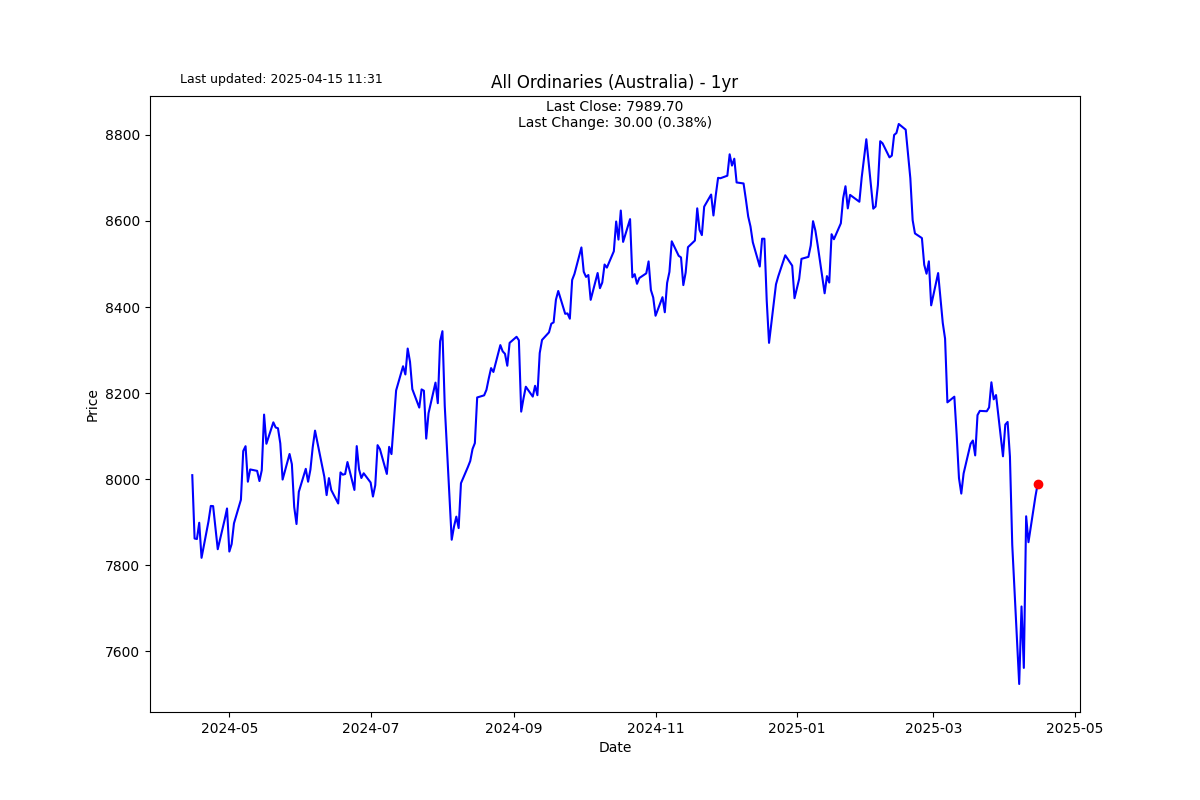 Last updated: 2025-04-15 11:31
All Ordinaries (Australia) - 1yr
Last Close: 7989.70
Last Change: 30.00 (0.38%)
Price
8800
8600
8400
8200
8000
7800
7600
2024-05
2024-07
2024-09
2024-11
2025-01
2025-03
2025-05
Date